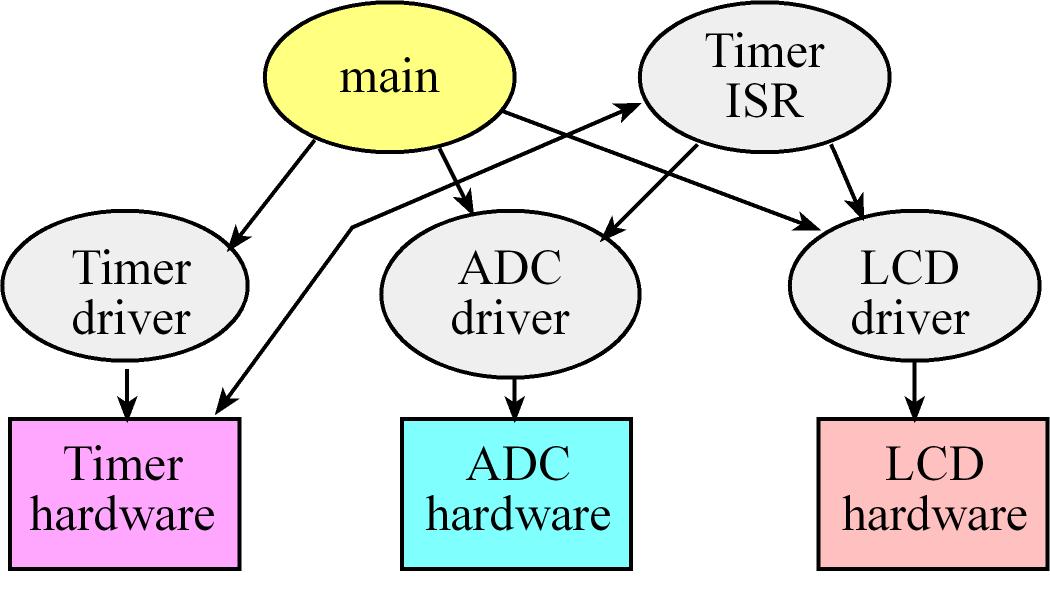 main
Timer
ISR
Timer
driver
ADC
driver
LCD
driver
Timer
hardware
ADC
hardware
LCD
hardware